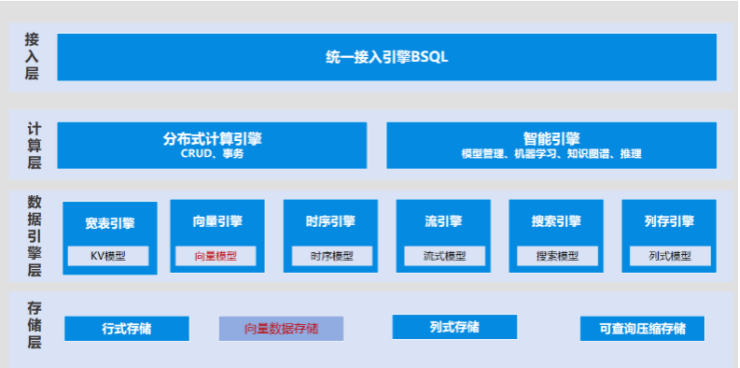 接入层
统一接入引擎BSQL
计算层
分布式计算引擎
CRUD、事务
智能引擎
模型管理、机器学习、知识图谱、推理
数据引擎层
宽表引擎
KV模型
向量引擎
向量模型
时序引擎
时序模型
流引擎
流式模型
搜索引擎
搜索模型
列存引擎
列式模型
存储层
行式存储
向量数据存储
列式存储
可查询压缩存储